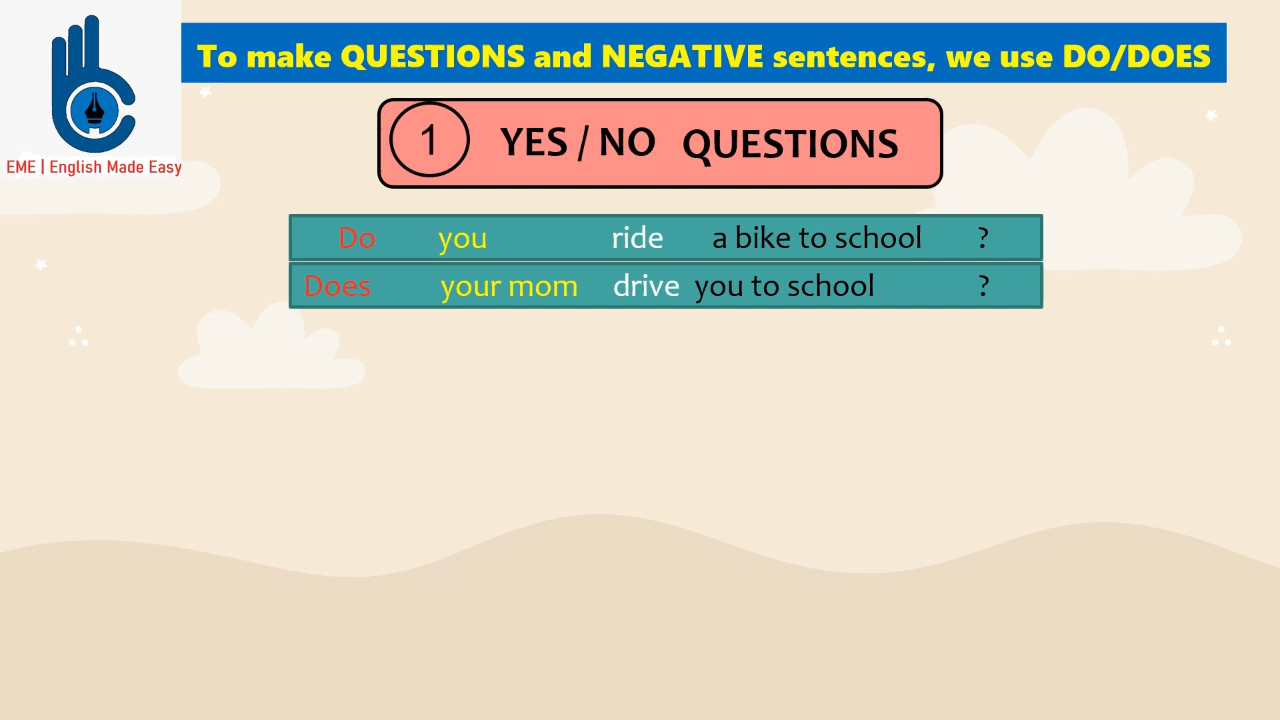 To make QUESTIONS and NEGATIVE sentences, we use DO/DOES
EME | English Made Easy
1 YES / NO QUESTIONS
Do you ride a bike to school ?
Does your mom drive you to school ?